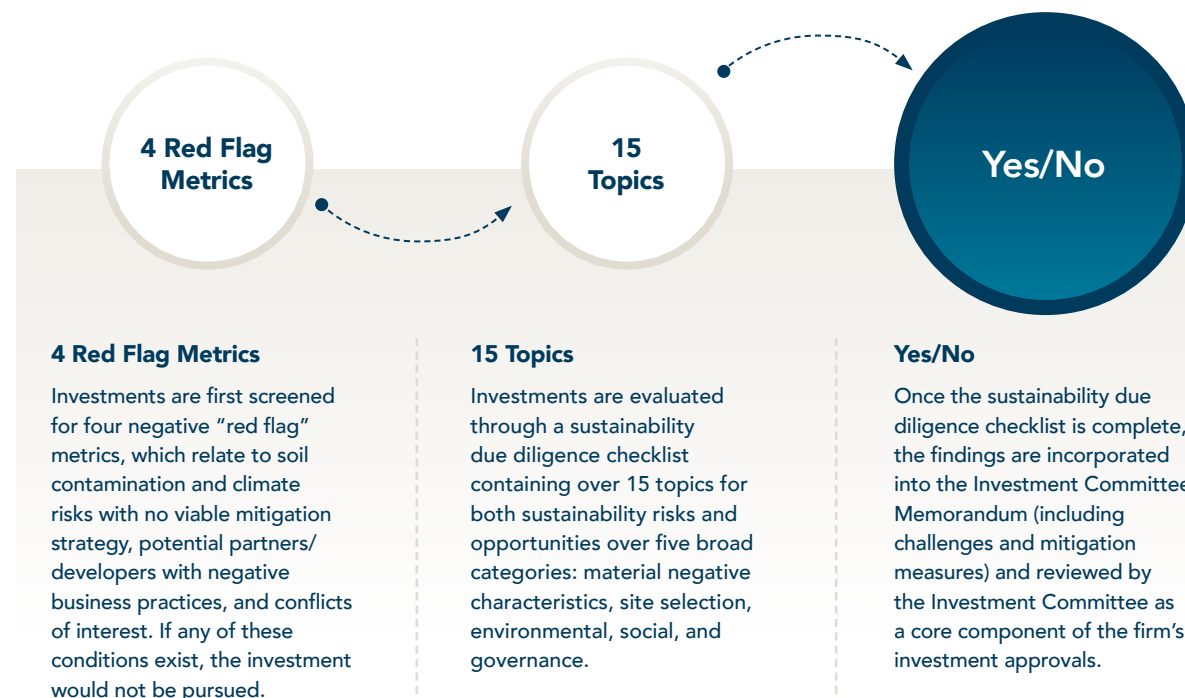 4 Red Flag
Metrics
15
Topics
Yes/No
4 Red Flag Metrics
Investments are first screened
for four negative “red flag”
metrics, which relate to soil
contamination and climate
risks with no viable mitigation
strategy, potential partners/
developers with negative
business practices, and conflicts
of interest. If any of these
conditions exist, the investment
would not be pursued.
15 Topics
Investments are evaluated
through a sustainability
due diligence checklist
containing over 15 topics for
both sustainability risks and
opportunities over five broad
categories: material negative
characteristics, site selection,
environmental, social, and
governance.
Yes/No
Once the sustainability due
diligence checklist is complete,
the findings are incorporated
into the Investment Committee
Memorandum (including
challenges and mitigation
measures) and reviewed by
the Investment Committee as
a core component of the firm’s
investment approvals.